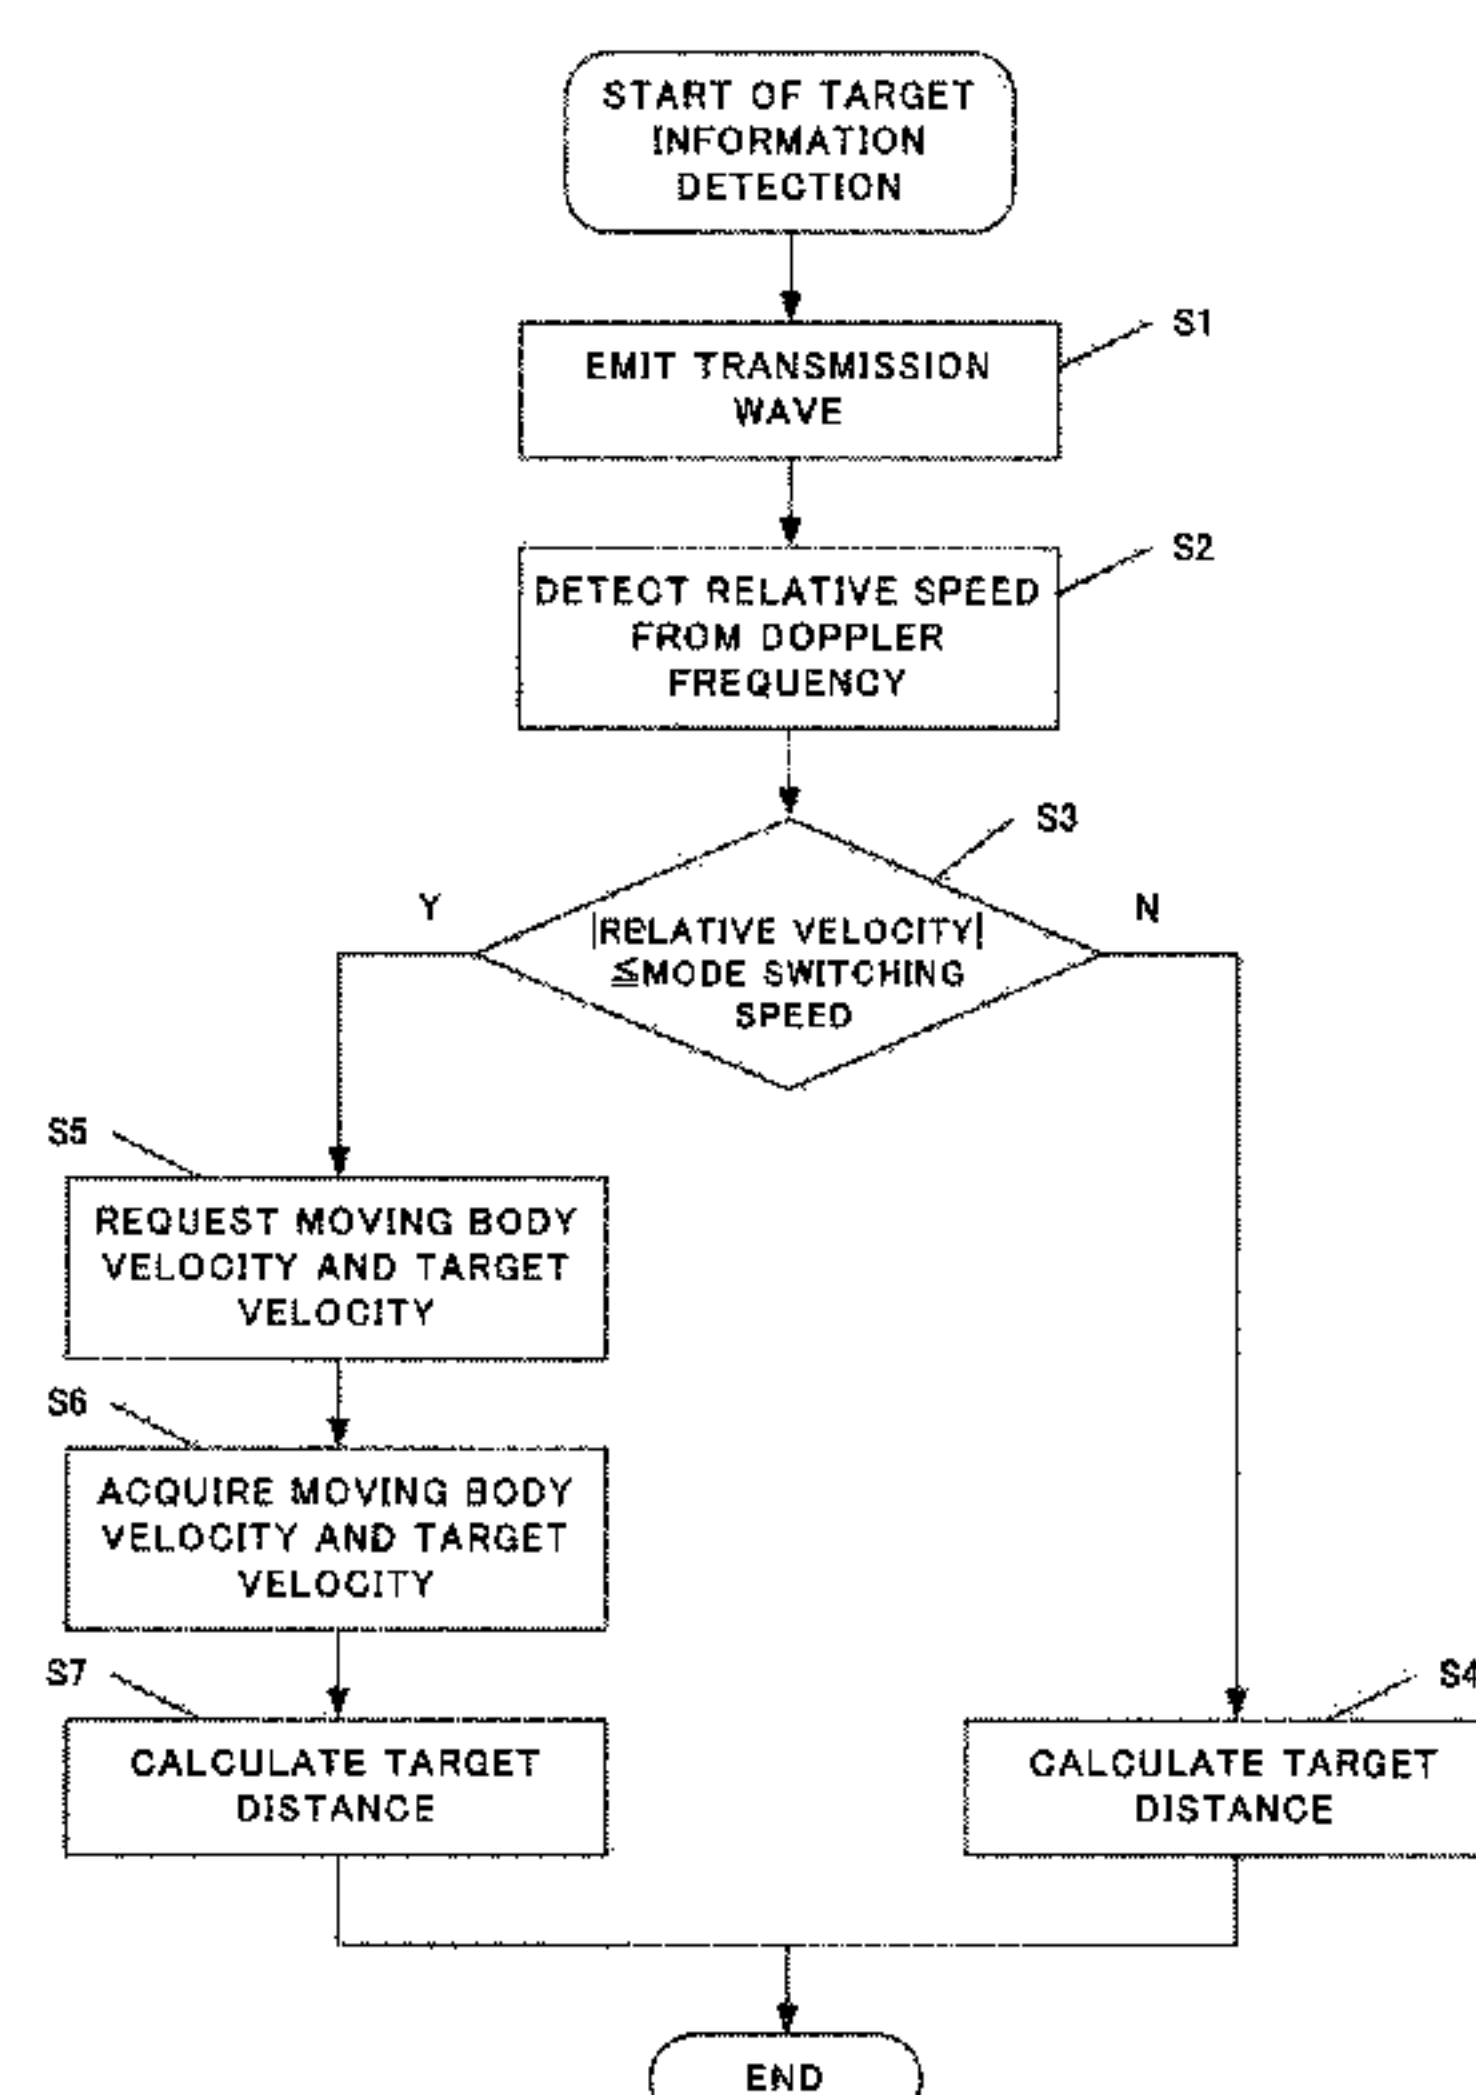 START OF TARGET
INFORMATION
DETECTION
S1
EMIT TRANSMISSION
WAVE
S2
DETECT RELATIVE SPEED
FROM DOPPLER
FREQUENCY
S3
Y
N
|RELATIVE VELOCITY|
≦MODE SWITCHING
SPEED
S5
REQUEST MOVING BODY
VELOCITY AND TARGET
VELOCITY
S6
ACQUIRE MOVING BODY
VELOCITY AND TARGET
VELOCITY
S7
CALCULATE TARGET
DISTANCE
S4
CALCULATE TARGET
DISTANCE
END